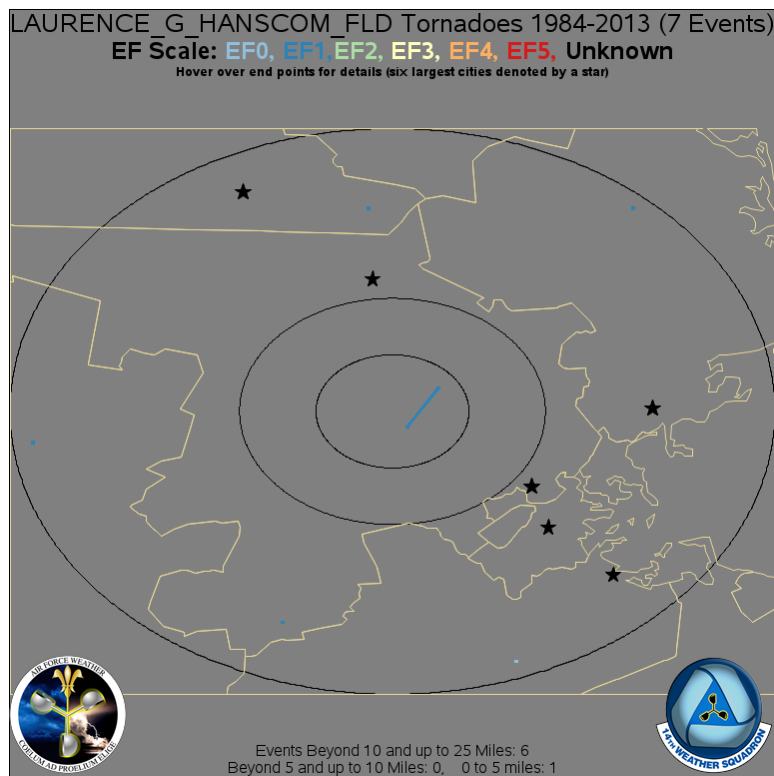 LAURENCE_G_HANSCOM_FLD Tornadoes 1984-2013 (7 Events)
EF Scale: EF0, EF1,EF2, EF3, EF4, EF5, Unknown
Hover over end points for details (six largest cities denoted by a star)
AIR FORCE WEATHER
COELUM AD PROELIUM ELIGE
14TH WEATHER SQUADRON
Events Beyond 10 and up to 25 Miles: 6
Beyond 5 and up to 10 Miles: 0, 0 to 5 miles: 1